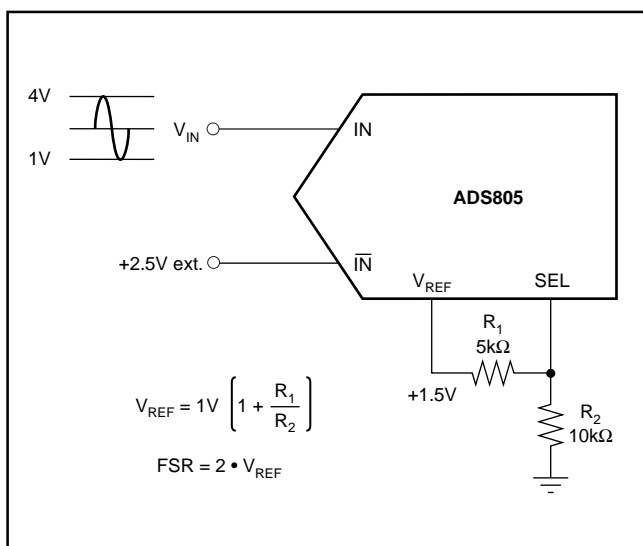 4V
1V
V_IN
IN
ADS805
+2.5V ext.
I̅N̅
V_REF
SEL
R_1
5kΩ
+1.5V
R_2
10kΩ
V_REF = 1V [1 + R_1/R_2]
FSR = 2 • V_REF